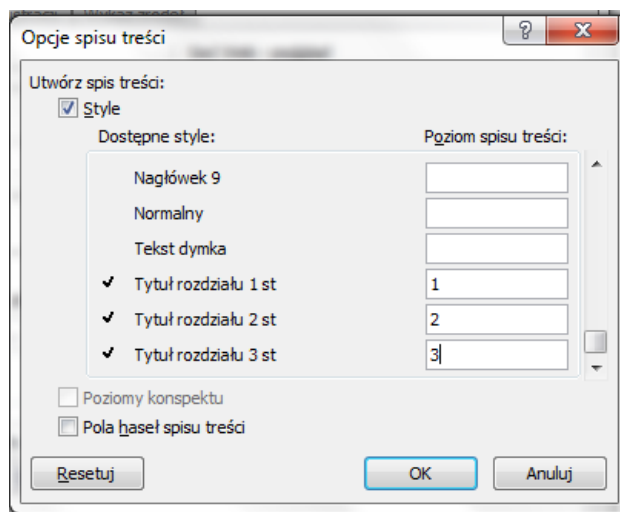 Opcje spisu treści
Utwórz spis treści:
Style
Dostępne style: Poziom spisu treści:
Nagłówek 9
Normalny
Tekst dymka
Tytuł rozdziału 1 st 1
Tytuł rozdziału 2 st 2
Tytuł rozdziału 3 st 3
Poziomy konspektu
Pola haseł spisu treści
Resetuj OK Anuluj